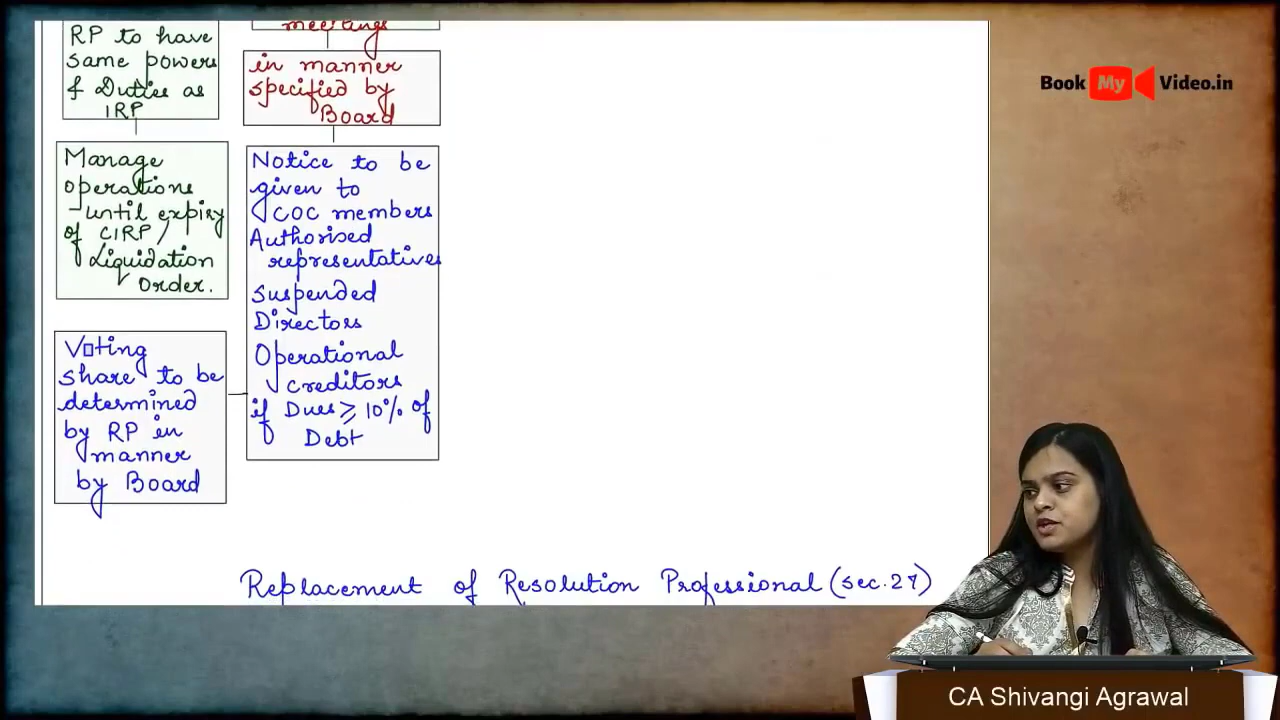 meetings
RP to have
same powers
& Duties as
IRP
in manner
specified by
Board
Manage
operations
until expiry
of CIRP/
Liquidation
Order.
Notice to be
given to
COC members
Authorised
representatives
Suspended
Directors
Operational
creditors
if Dues ≥ 10% of
Debt
Voting
share to be
determined
by RP in
manner
by Board
Replacement of Resolution Professional (sec.27)
Book My Video.in
CA Shivangi Agrawal